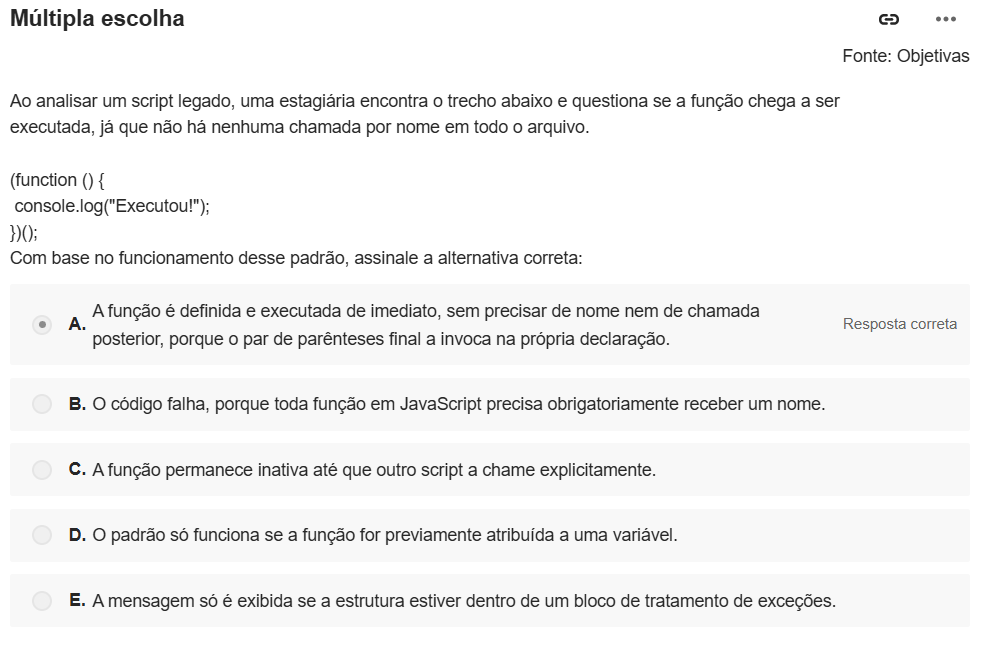 Múltipla escolha
Fonte: Objetivas
Ao analisar um script legado, uma estagiária encontra o trecho abaixo e questiona se a função chega a ser
executada, já que não há nenhuma chamada por nome em todo o arquivo.
(function () {
console.log("Executou!");
})();
Com base no funcionamento desse padrão, assinale a alternativa correta:
A. A função é definida e executada de imediato, sem precisar de nome nem de chamada
posterior, porque o par de parênteses final a invoca na própria declaração.
Resposta correta
B. O código falha, porque toda função em JavaScript precisa obrigatoriamente receber um nome.
C. A função permanece inativa até que outro script a chame explicitamente.
D. O padrão só funciona se a função for previamente atribuída a uma variável.
E. A mensagem só é exibida se a estrutura estiver dentro de um bloco de tratamento de exceções.